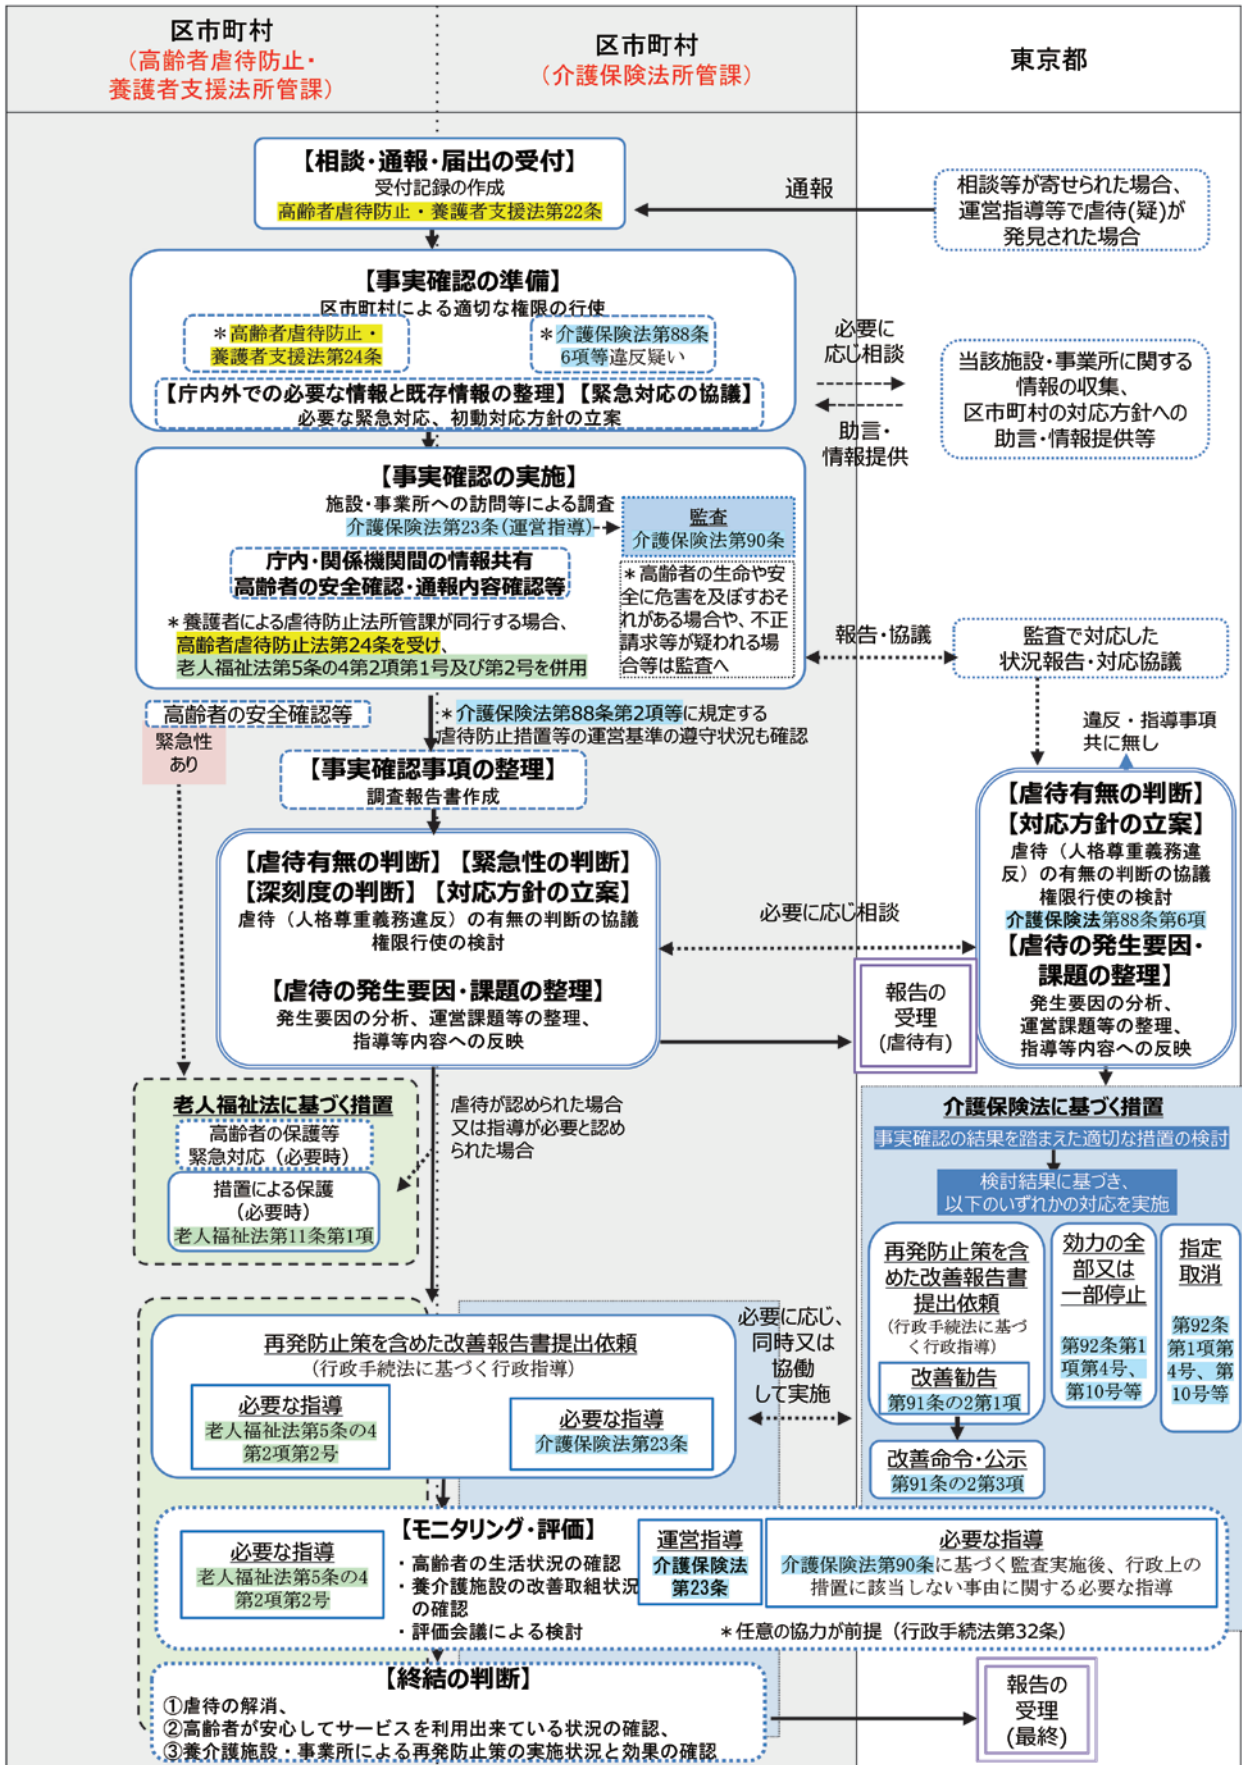 区市町村
（高齢者虐待防止・
養護者支援法所管課）
区市町村
（介護保険法所管課）
東京都
【相談・通報・届出の受付】
受付記録の作成
高齢者虐待防止・養護者支援法第22条
通報
相談等が寄せられた場合、
運営指導等で虐待(疑)が
発見された場合
【事実確認の準備】
区市町村による適切な権限の行使
＊高齢者虐待防止・
養護者支援法第24条
＊介護保険法第88条
6項等違反疑い
【庁内外での必要な情報と既存情報の整理】【緊急対応の協議】
必要な緊急対応、初動対応方針の立案
必要に
応じ相談
助言・
情報提供
当該施設・事業所に関する
情報の収集、
区市町村の対応方針への
助言・情報提供等
【事実確認の実施】
施設・事業所への訪問等による調査
介護保険法第23条（運営指導）
監査
介護保険法第90条
庁内・関係機関間の情報共有
高齢者の安全確認・通報内容確認等
＊高齢者の生命や安
全に危害を及ぼすおそ
れがある場合や、不正
請求等が疑われる場
合等は監査へ
＊養護者による虐待防止法所管課が同行する場合、
高齢者虐待防止法第24条を受け、
老人福祉法第5条の4第2項第1号及び第2号を併用
報告・協議
監査で対応した
状況報告・対応協議
高齢者の安全確認等
緊急性
あり
＊介護保険法第88条第2項等に規定する
虐待防止措置等の運営基準の遵守状況も確認
違反・指導事項
共に無し
【事実確認事項の整理】
調査報告書作成
【虐待有無の判断】【緊急性の判断】
【深刻度の判断】【対応方針の立案】
虐待（人格尊重義務違反）の有無の判断の協議
権限行使の検討
【虐待の発生要因・課題の整理】
発生要因の分析、運営課題等の整理、
指導等内容への反映
必要に応じ相談
【虐待有無の判断】
【対応方針の立案】
虐待（人格尊重義務違
反）の有無の判断の協議
権限行使の検討
介護保険法第88条第6項
【虐待の発生要因・
課題の整理】
発生要因の分析、
運営課題等の整理、
指導等内容への反映
報告の
受理
(虐待有)
老人福祉法に基づく措置
高齢者の保護等
緊急対応（必要時）
措置による保護
（必要時）
老人福祉法第11条第1項
虐待が認められた場合
又は指導が必要と認め
られた場合
介護保険法に基づく措置
事実確認の結果を踏まえた適切な措置の検討
検討結果に基づき、
以下のいずれかの対応を実施
再発防止策を含
めた改善報告書
提出依頼
（行政手続法に基づ
く行政指導）
改善勧告
第91条の2第1項
改善命令・公示
第91条の2第3項
効力の全
部又は
一部停止
第92条第1
項第4号、
第10号等
指定
取消
第92条
第1項第
4号、第
10号等
再発防止策を含めた改善報告書提出依頼
（行政手続法に基づく行政指導）
必要な指導
老人福祉法第5条の4
第2項第2号
必要な指導
介護保険法第23条
必要に応じ、
同時又は
協働
して実施
【モニタリング・評価】
必要な指導
老人福祉法第5条の4
第2項第2号
・高齢者の生活状況の確認
・養介護施設の改善取組状況
の確認
・評価会議による検討
運営指導
介護保険法
第23条
必要な指導
介護保険法第90条に基づく監査実施後、行政上の
措置に該当しない事由に関する必要な指導
＊任意の協力が前提（行政手続法第32条）
【終結の判断】
①虐待の解消、
②高齢者が安心してサービスを利用出来ている状況の確認、
③養介護施設・事業所による再発防止策の実施状況と効果の確認
報告の
受理
(最終)